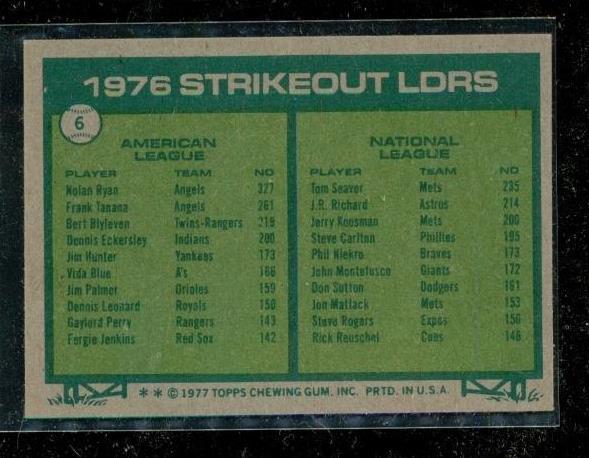 1976 STRIKEOUT LDRS
6
AMERICAN
LEAGUE
PLAYER TEAM NO
Nolan Ryan Angels 327
Frank Tanana Angels 261
Bert Blyleven Twins-Rangers 219
Dennis Eckersley Indians 200
Jim Hunter Yankees 173
Vida Blue A's 166
Jim Palmer Orioles 159
Dennis Leonard Royals 150
Gaylord Perry Rangers 143
Fergie Jenkins Red Sox 142
NATIONAL
LEAGUE
PLAYER TEAM NO
Tom Seaver Mets 235
J.R. Richard Astros 214
Jerry Koosman Mets 200
Steve Carlton Phillies 195
Phil Niekro Braves 173
John Montefusco Giants 172
Don Sutton Dodgers 161
Jon Matlack Mets 153
Steve Rogers Expos 150
Rick Reuschel Cubs 146
** © 1977 TOPPS CHEWING GUM, INC. PRTD. IN U.S.A.